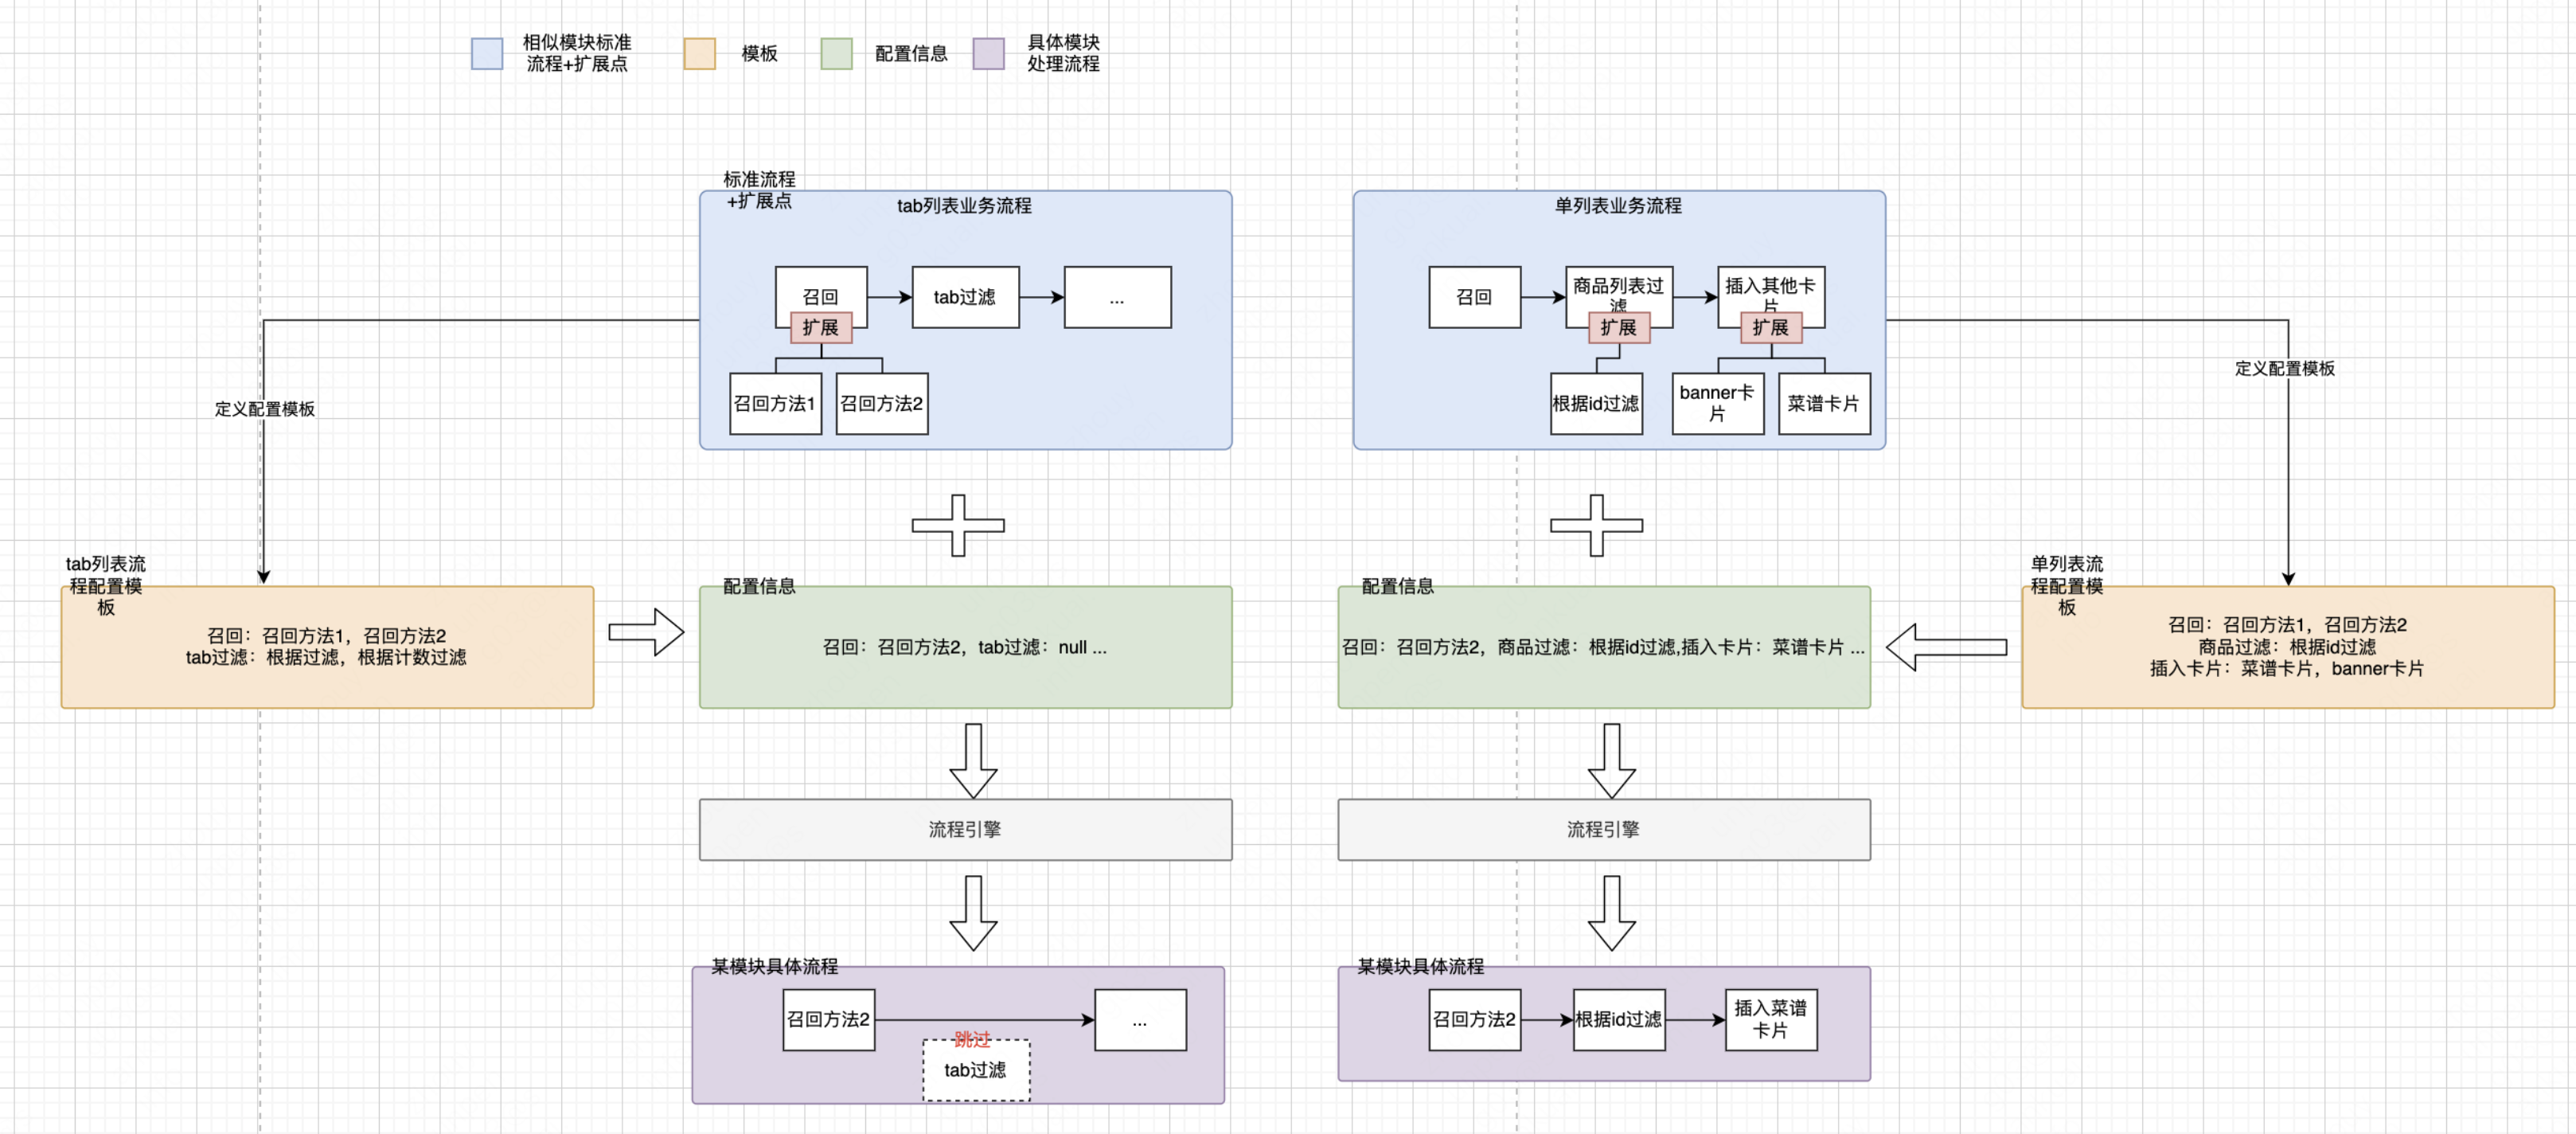 相似模块标准
流程+扩展点
模板
配置信息
具体模块
处理流程
标准流程
+扩展点
tab列表业务流程
召回
tab过滤
...
扩展
召回方法1
召回方法2
单列表业务流程
召回
商品列表过
滤
插入其他卡
片
扩展
扩展
根据id过滤
banner卡
片
菜谱卡片
定义配置模板
定义配置模板
tab列表流
程配置模
板
召回：召回方法1，召回方法2
tab过滤：根据过滤，根据计数过滤
配置信息
召回：召回方法2，tab过滤：null ...
配置信息
召回：召回方法2，商品过滤：根据id过滤,插入卡片：菜谱卡片 ...
单列表流
程配置模
板
召回：召回方法1，召回方法2
商品过滤：根据id过滤
插入卡片：菜谱卡片，banner卡片
流程引擎
流程引擎
某模块具体流程
召回方法2
...
跳过
tab过滤
某模块具体流程
召回方法2
根据id过滤
插入菜谱
卡片